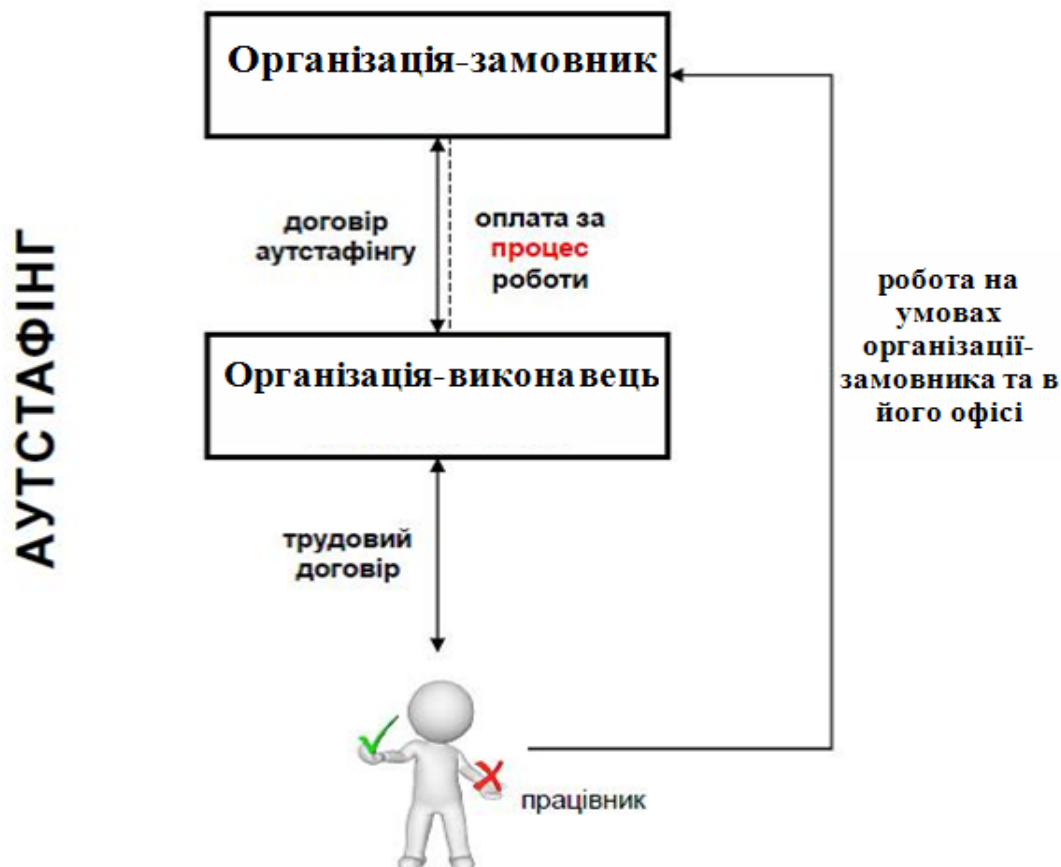 АУТСТАФІНГ
Організація-замовник
договір
аутстафінгу
оплата за
процес
роботи
Організація-виконавець
робота на
умовах
організації-
замовника та в
його офісі
трудовий
договір
працівник